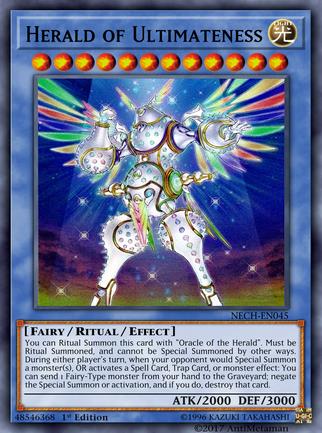 HERALD OF ULTIMATENESS
LIGHT
光
NECH-EN045
[FAIRY / RITUAL / EFFECT]
You can Ritual Summon this card with "Oracle of the Herald". Must be
Ritual Summoned, and cannot be Special Summoned by other ways.
During either player's turn, when your opponent would Special Summon
a monster(s), OR activates a Spell Card, Trap Card, or monster effect: You
can send 1 Fairy-Type monster from your hand to the Graveyard; negate
the Special Summon or activation, and if you do, destroy that card.
ATK/2000 DEF/3000
48546368 1st Edition ©1996 KAZUKI TAKAHASHI
©2017 AntiMetaman